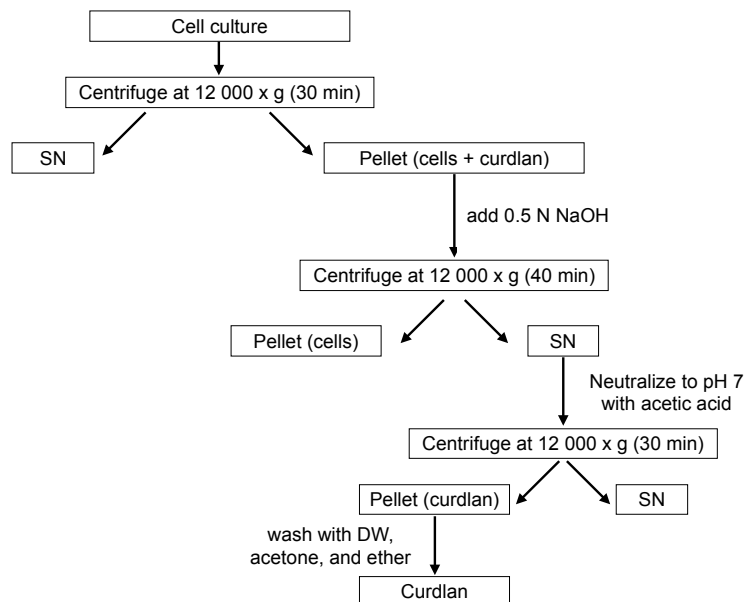 Cell culture
Centrifuge at 12 000 x g (30 min)
SN
Pellet (cells + curdlan)
add 0.5 N NaOH
Centrifuge at 12 000 x g (40 min)
Pellet (cells)
SN
Neutralize to pH 7
with acetic acid
Centrifuge at 12 000 x g (30 min)
Pellet (curdlan)
SN
wash with DW,
acetone, and ether
Curdlan